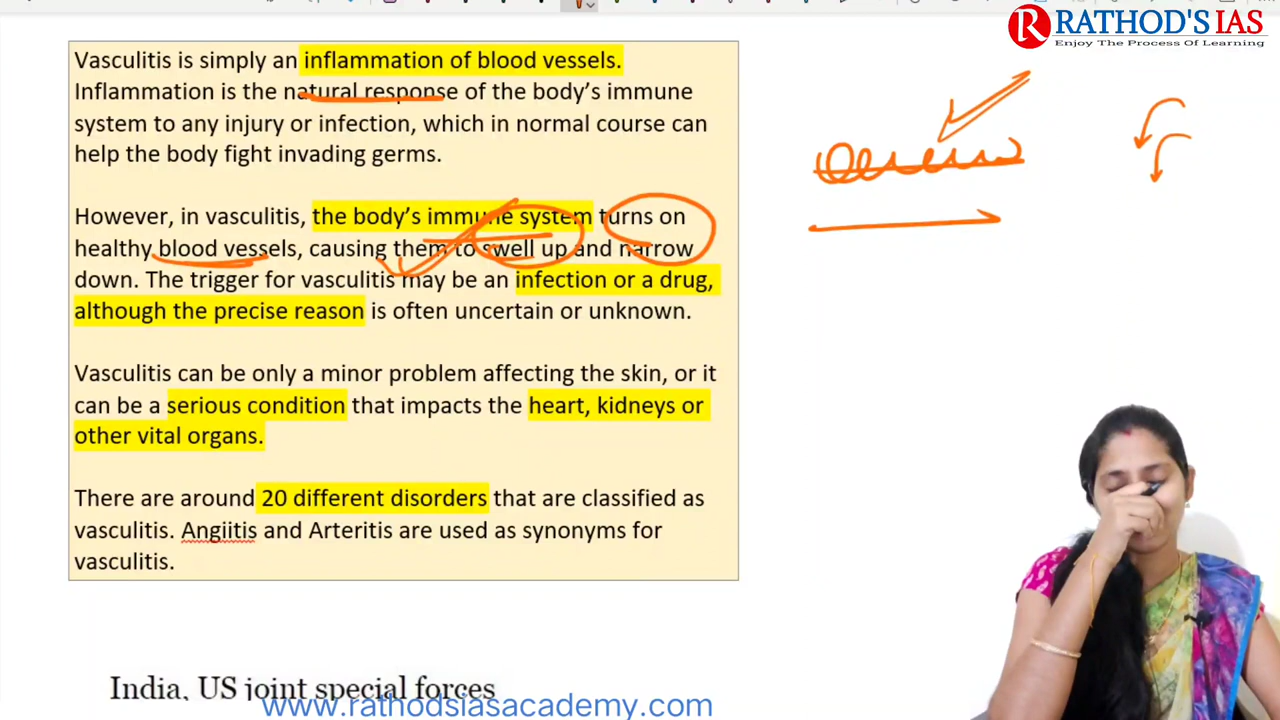 RATHOD'S IAS
Enjoy The Process Of Learning
Vasculitis is simply an inflammation of blood vessels.
Inflammation is the natural response of the body's immune
system to any injury or infection, which in normal course can
help the body fight invading germs.
However, in vasculitis, the body's immune system turns on
healthy blood vessels, causing them to swell up and narrow
down. The trigger for vasculitis may be an infection or a drug,
although the precise reason is often uncertain or unknown.
Vasculitis can be only a minor problem affecting the skin, or it
can be a serious condition that impacts the heart, kidneys or
other vital organs.
There are around 20 different disorders that are classified as
vasculitis. Angiitis and Arteritis are used as synonyms for
vasculitis.
India, US joint special forces
www.rathodsiasacademy.com